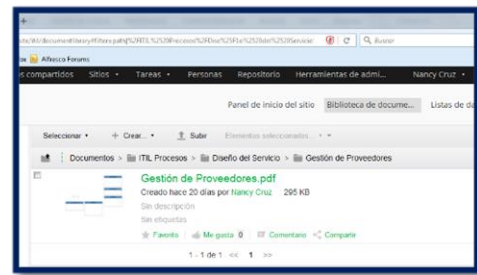 ox Alfresco Forums
s compartidos Sitios Tareas Personas Repositorio Herramientas de admi... Nancy Cruz
Panel de inicio del sitio Biblioteca de docume... Listas de da
Seleccionar + Crear... Subir Elementos seleccionados...
Documentos > ITIL Procesos > Diseño del Servicio > Gestión de Proveedores
Gestión de Proveedores.pdf
Creado hace 20 días por Nancy Cruz 295 KB
Sin descripción
Sin etiquetas
Favorito Me gusta 0 Comentario Compartir
1 - 1 de 1 << 1 >>